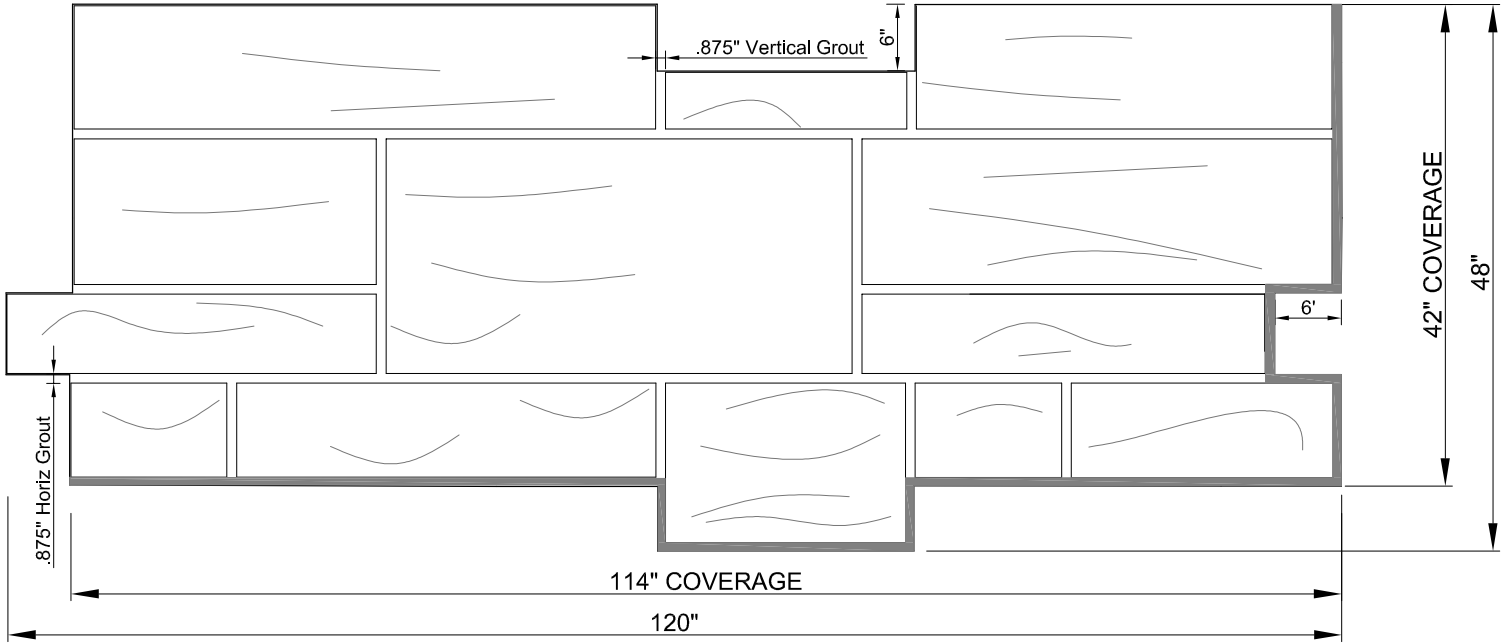 .875" Vertical Grout
6"
42" COVERAGE
48"
6'
.875" Horiz Grout
114" COVERAGE
120"